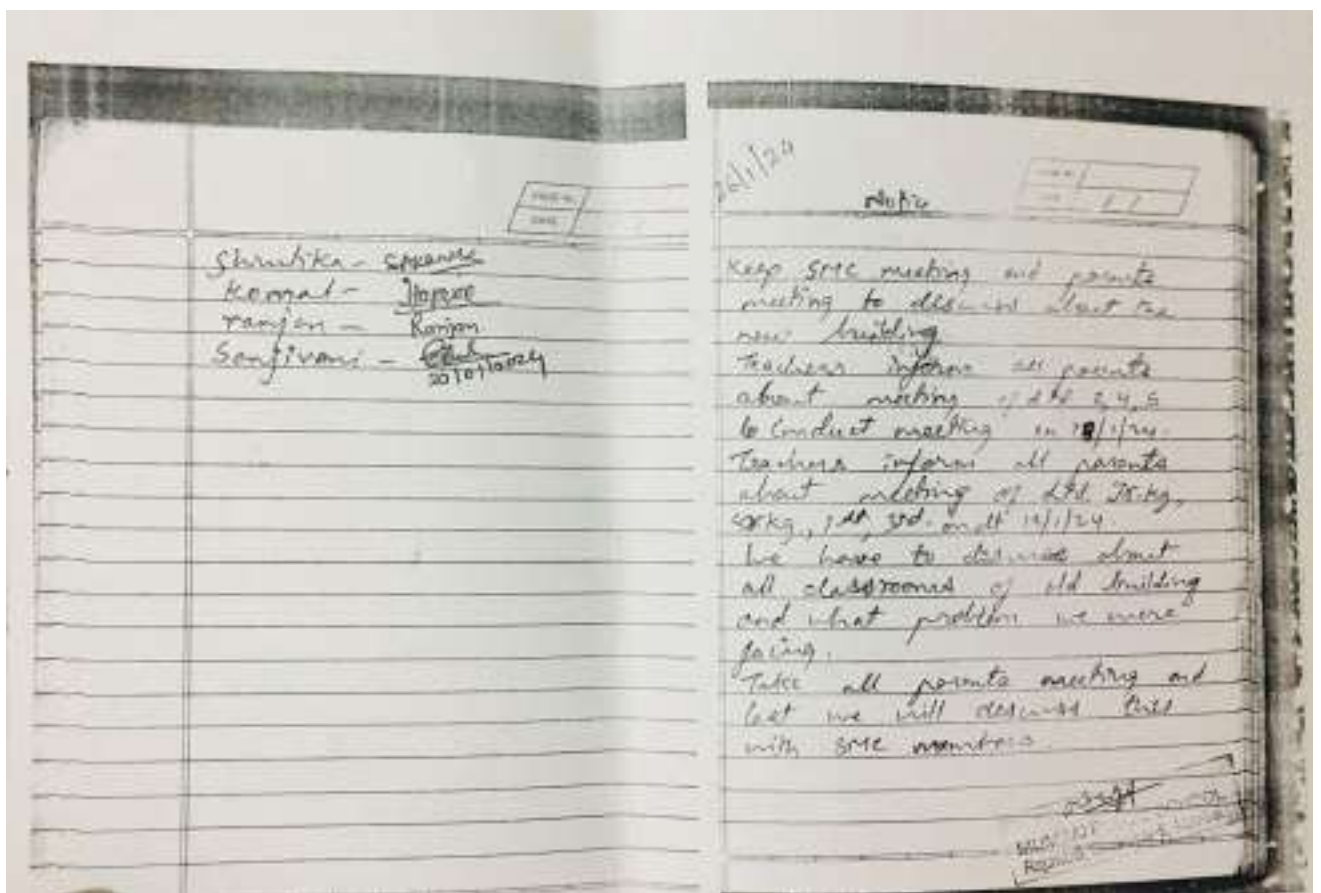 Shrutika -
Komal -
ranjan - Ranjan
Sanjivani -
20/01/2024
26/1/24
Notic
Keep SMC meeting and parents
meeting to discuss about the
new building
Teachers inform all parents
about meeting of std 2,4,5
to Conduct meeting on /1/24.
Teachers inform all parents
about meeting of std. Jr.kg,
Sr.kg, 1st, 3rd. on dt 19/1/24
We have to discuss about
all classrooms of old building
and what problem we were
facing.
Take all parents meeting and
last we will discuss this
with SMC members.